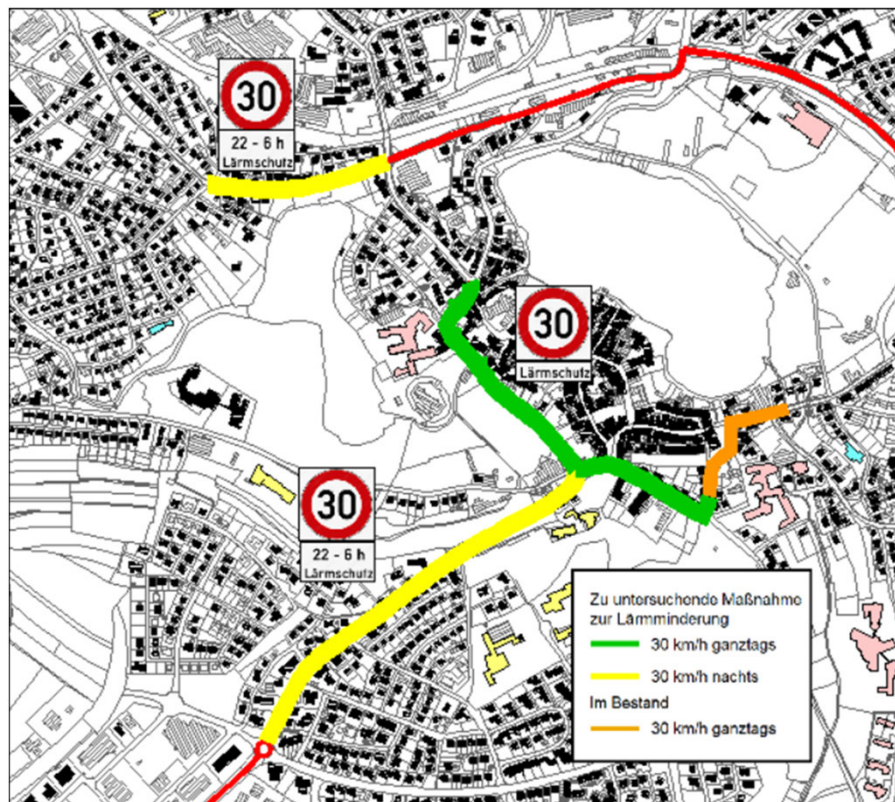 30
22 - 6 h
Lärmschutz
30
Lärmschutz
30
22 - 6 h
Lärmschutz
Zu untersuchende Maßnahme
zur Lärmminderung
30 km/h ganztags
30 km/h nachts
Im Bestand
30 km/h ganztags